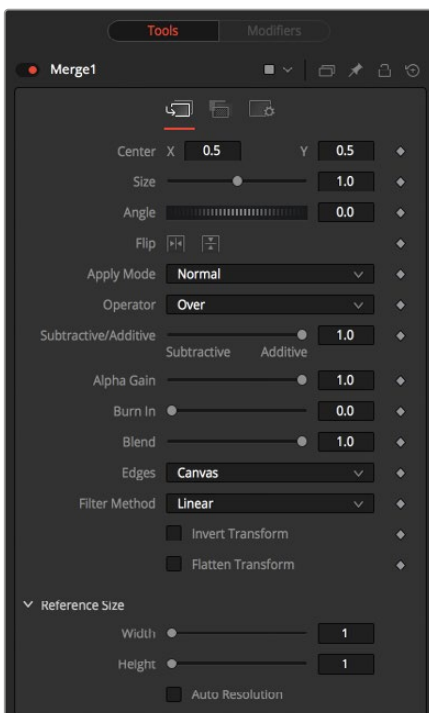 Tools Modifiers
Merge1
Center X 0.5 Y 0.5
Size 1.0
Angle 0.0
Flip
Apply Mode Normal
Operator Over
Subtractive/Additive 1.0
Subtractive Additive
Alpha Gain 1.0
Burn In 0.0
Blend 1.0
Edges Canvas
Filter Method Linear
Invert Transform
Flatten Transform
Reference Size
Width 1
Height 1
Auto Resolution